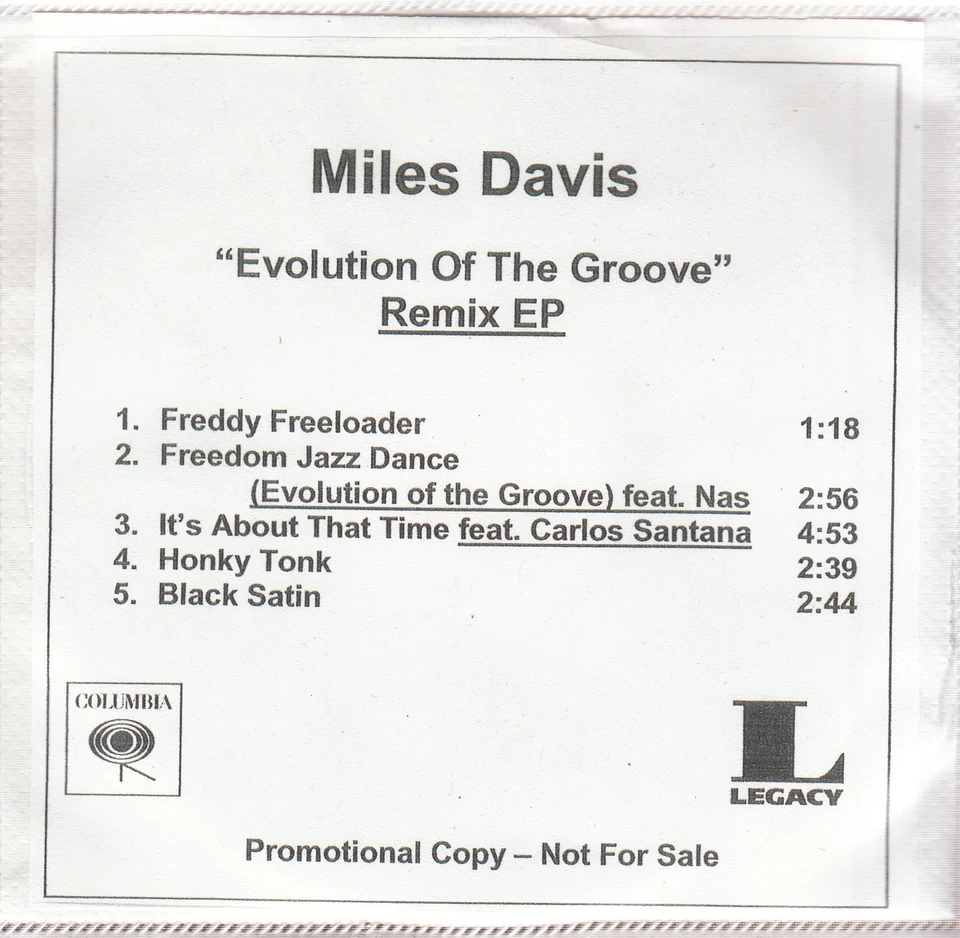 Miles Davis
“Evolution Of The Groove”
Remix EP
1. Freddy Freeloader 1:18
2. Freedom Jazz Dance
(Evolution of the Groove) feat. Nas 2:56
3. It’s About That Time feat. Carlos Santana 4:53
4. Honky Tonk 2:39
5. Black Satin 2:44
COLUMBIA
L
LEGACY
Promotional Copy – Not For Sale